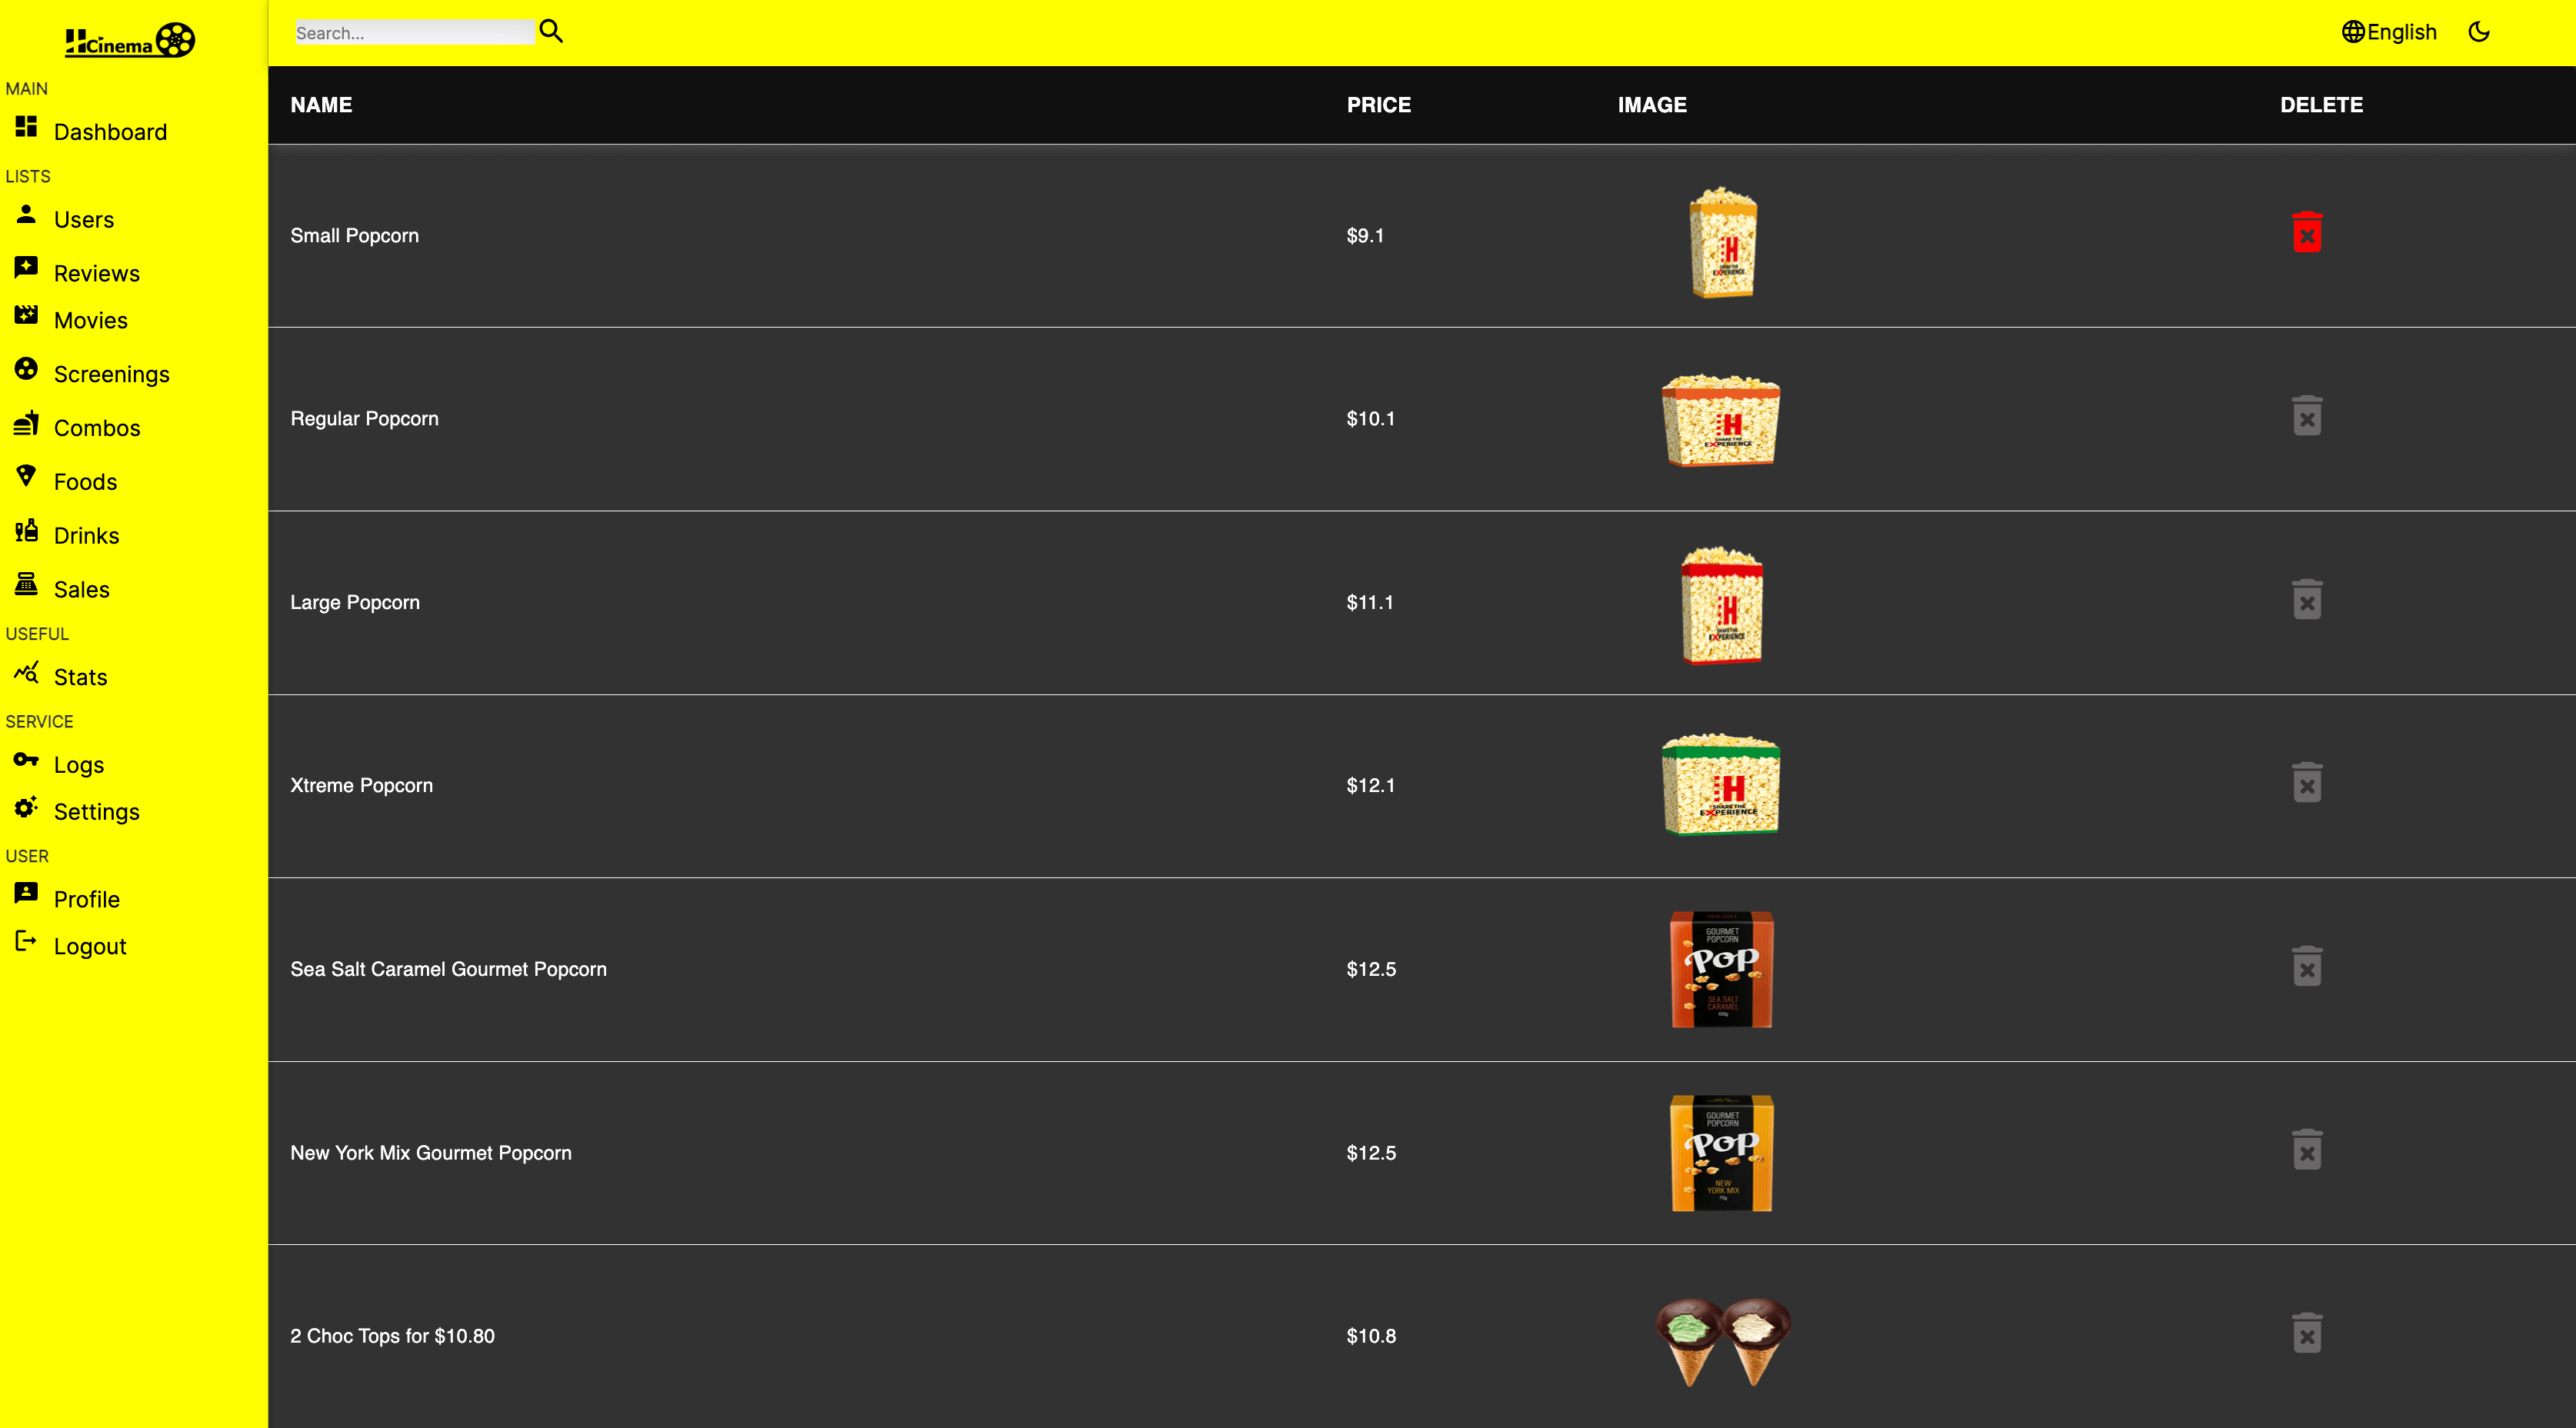 HCinema
Search...
English
MAIN
Dashboard
LISTS
Users
Reviews
Movies
Screenings
Combos
Foods
Drinks
Sales
USEFUL
Stats
SERVICE
Logs
Settings
USER
Profile
Logout
NAME PRICE IMAGE DELETE
Small Popcorn $9.1
H
SHARE THE
EXPERIENCE
Regular Popcorn $10.1
H
SHARE THE
EXPERIENCE
Large Popcorn $11.1
H
SHARE THE
EXPERIENCE
Xtreme Popcorn $12.1
H
SHARE THE
EXPERIENCE
Sea Salt Caramel Gourmet Popcorn $12.5
GOURMET
POPCORN
Pop
SEA SALT
CARAMEL
New York Mix Gourmet Popcorn $12.5
GOURMET
POPCORN
Pop
NEW
YORK MIX
75g
2 Choc Tops for $10.80 $10.8